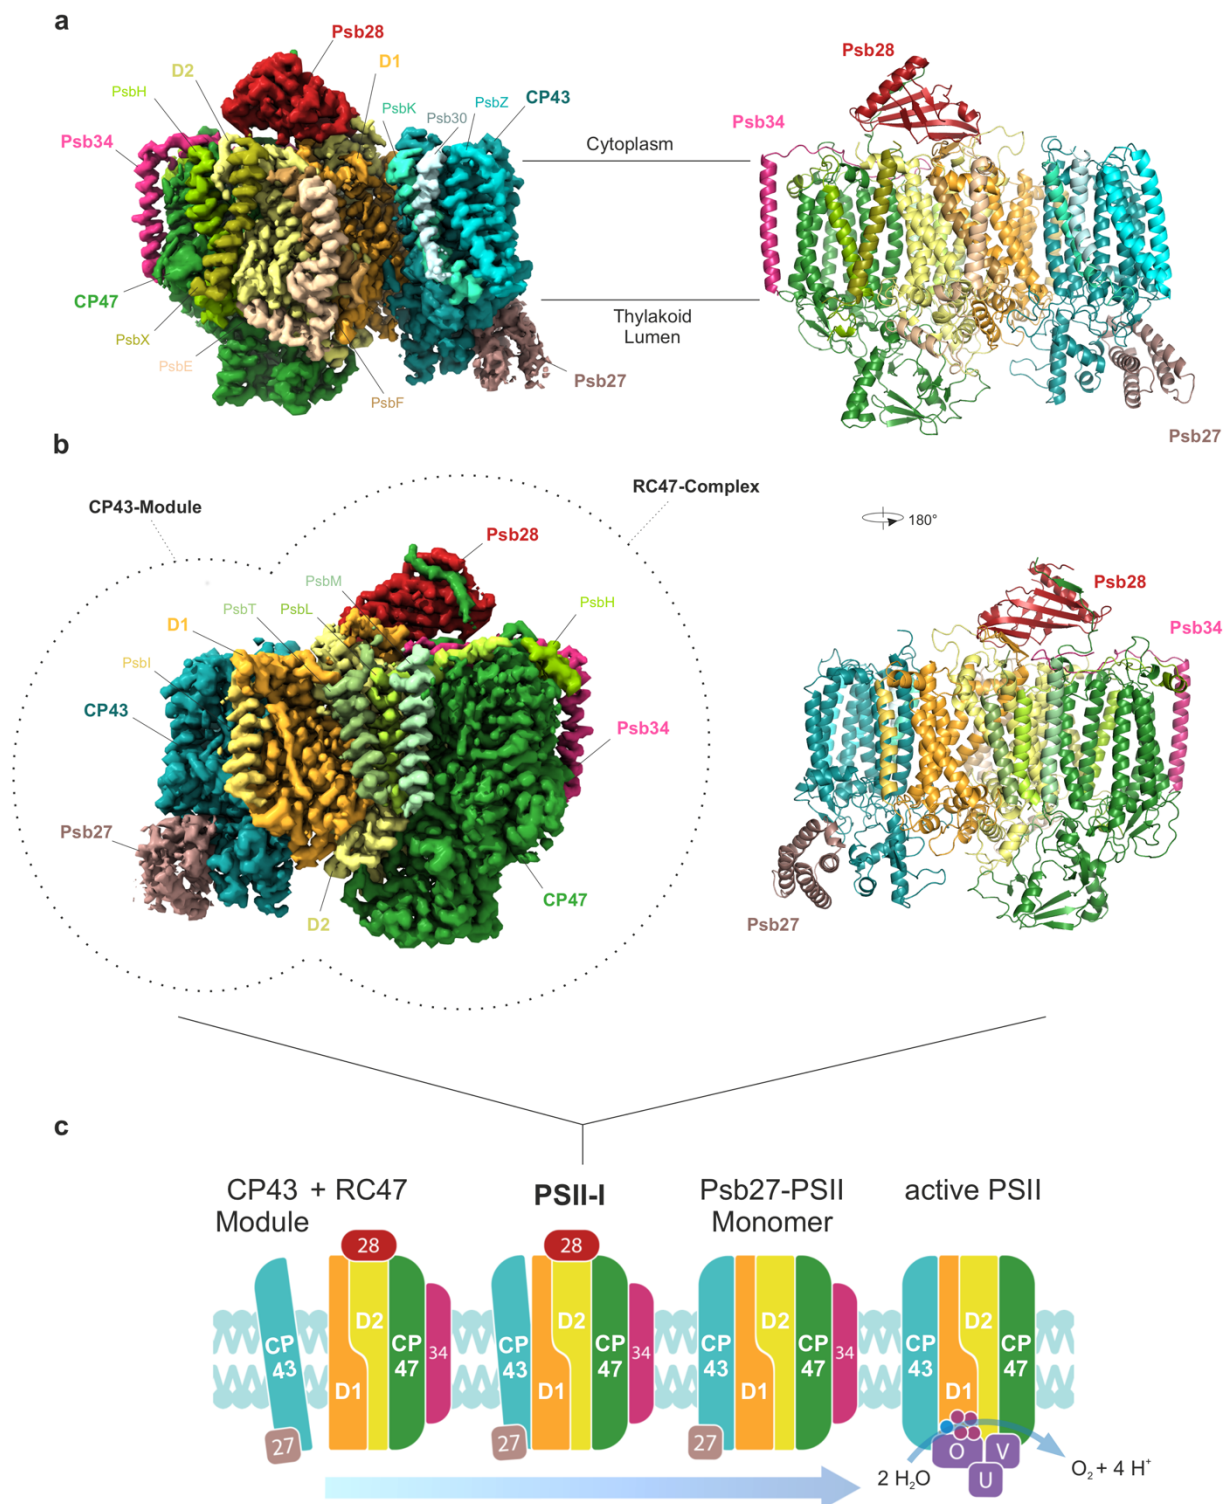 a
Psb28
D2
D1
PsbH
PsbK
Psb30
PsbZ
CP43
Psb34
CP47
PsbX
PsbE
PsbF
Psb27
Cytoplasm
Thylakoid
Lumen
Psb28
Psb34
Psb27
b
CP43-Module
RC47-Complex
180°
Psb28
PsbM
PsbT
PsbL
PsbH
D1
PsbI
CP43
Psb34
Psb27
CP47
D2
Psb28
Psb34
Psb27
c
CP43 + RC47
Module
PSII-I
Psb27-PSII
Monomer
active PSII
28
D2
CP
43
CP
47
34
D1
27
28
D2
CP
43
CP
47
34
D1
27
D2
CP
43
CP
47
34
D1
27
D2
CP
43
CP
47
D1
O
V
U
2 H₂O
O₂ + 4 H⁺